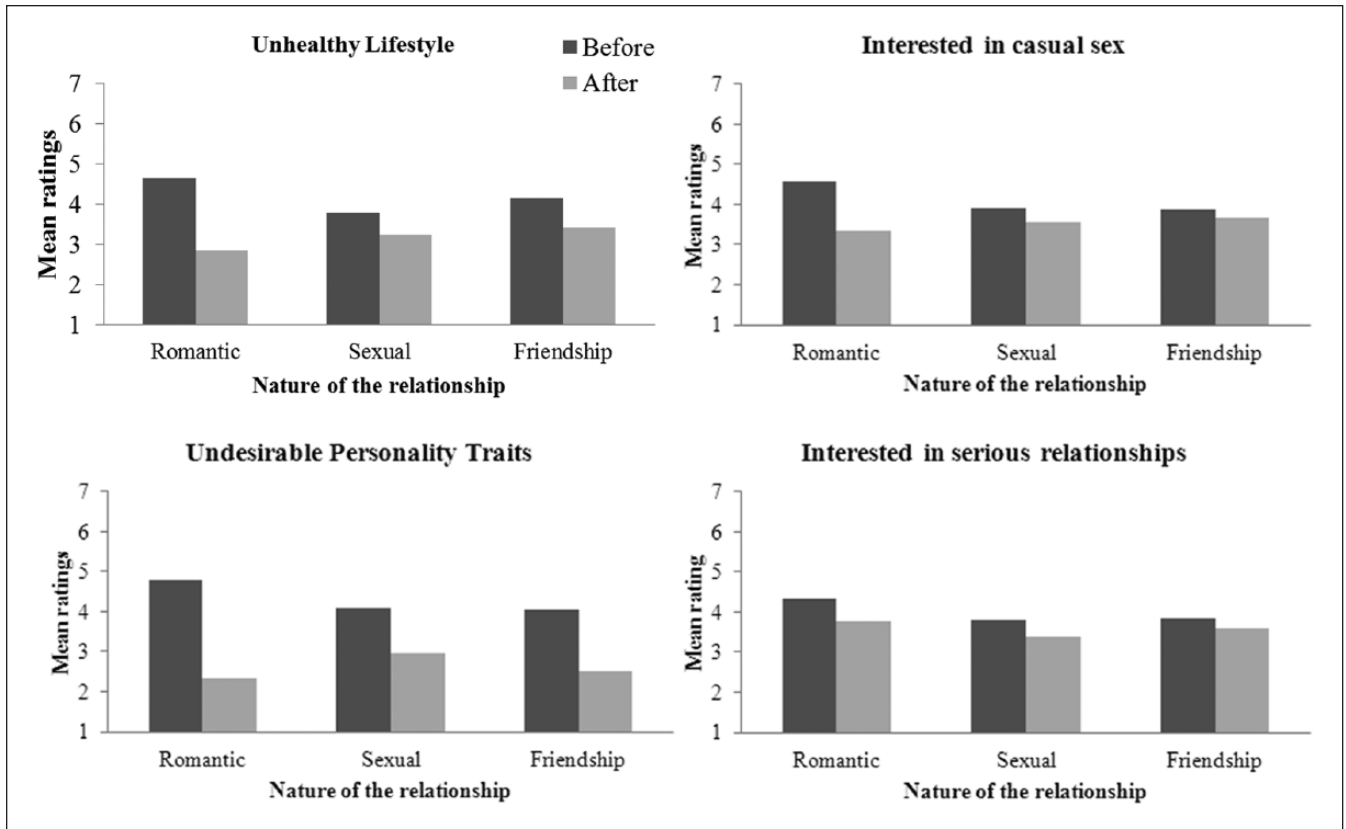 Unhealthy Lifestyle
Before
After
Mean ratings
7
6
5
4
3
2
1
Romantic Sexual Friendship
Nature of the relationship
Interested in casual sex
Mean ratings
7
6
5
4
3
2
1
Romantic Sexual Friendship
Nature of the relationship
Undesirable Personality Traits
Mean ratings
7
6
5
4
3
2
1
Romantic Sexual Friendship
Nature of the relationship
Interested in serious relationships
Mean rating
7
6
5
4
3
2
1
Romantic Sexual Friendship
Nature of the relationship